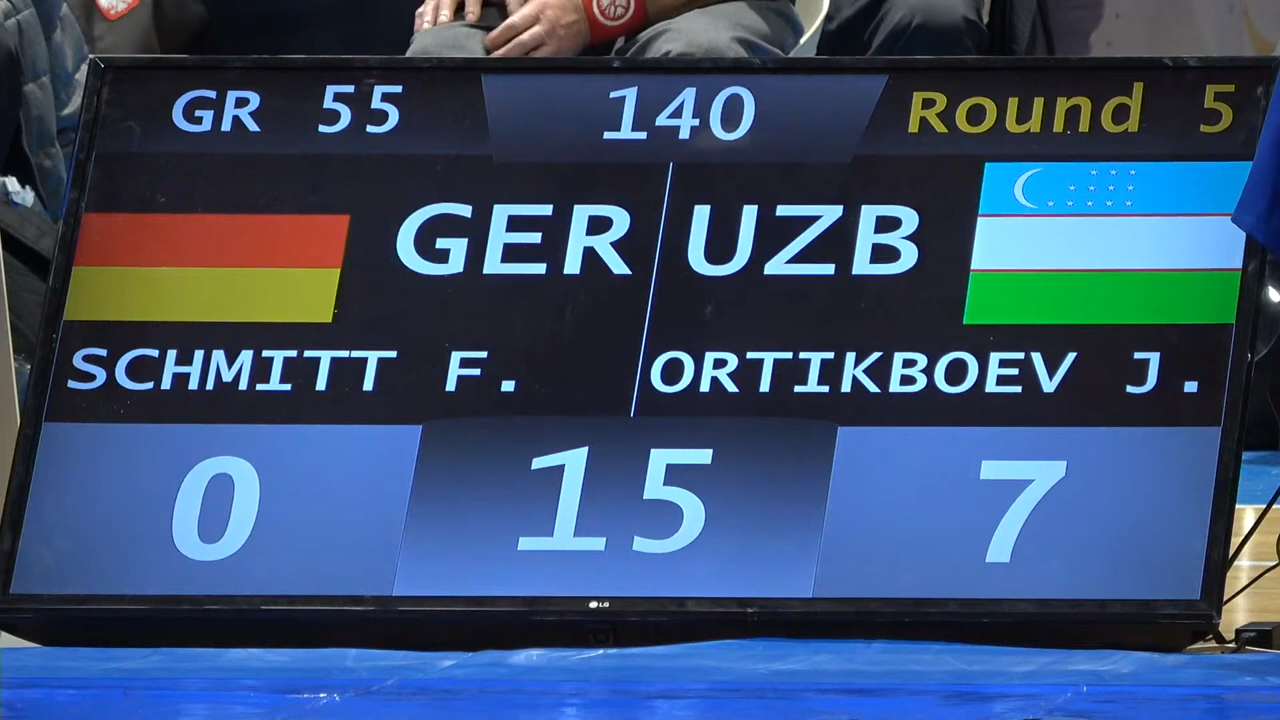 GR 55 140 Round 5
GER UZB
SCHMITT F. ORTIKBOEV J.
0 15 7
LG